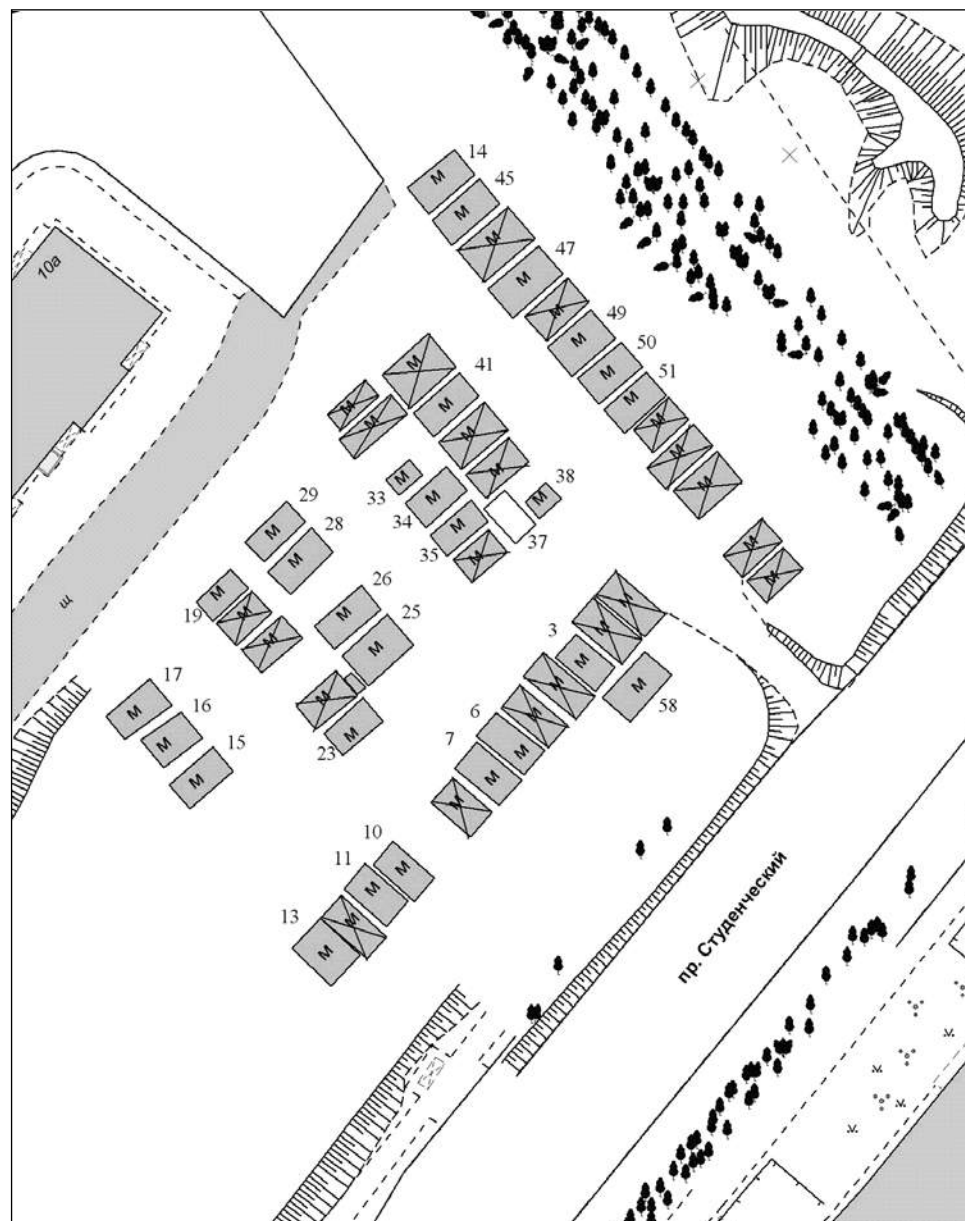 14
М
45
М
М
47
М
М
49
М
50
М
51
М
М
М
М
М
М
10а
М
41
М
М
М
М
М
33
М
34
М
35
М
М
37
38
М
29
М
28
М
19
М
М
М
26
М
25
М
М
23
М
щ
17
М
16
М
15
М
М
М
3
М
58
М
М
М
6
М
7
М
М
10
М
11
М
М
13
М
пр. Студенческий